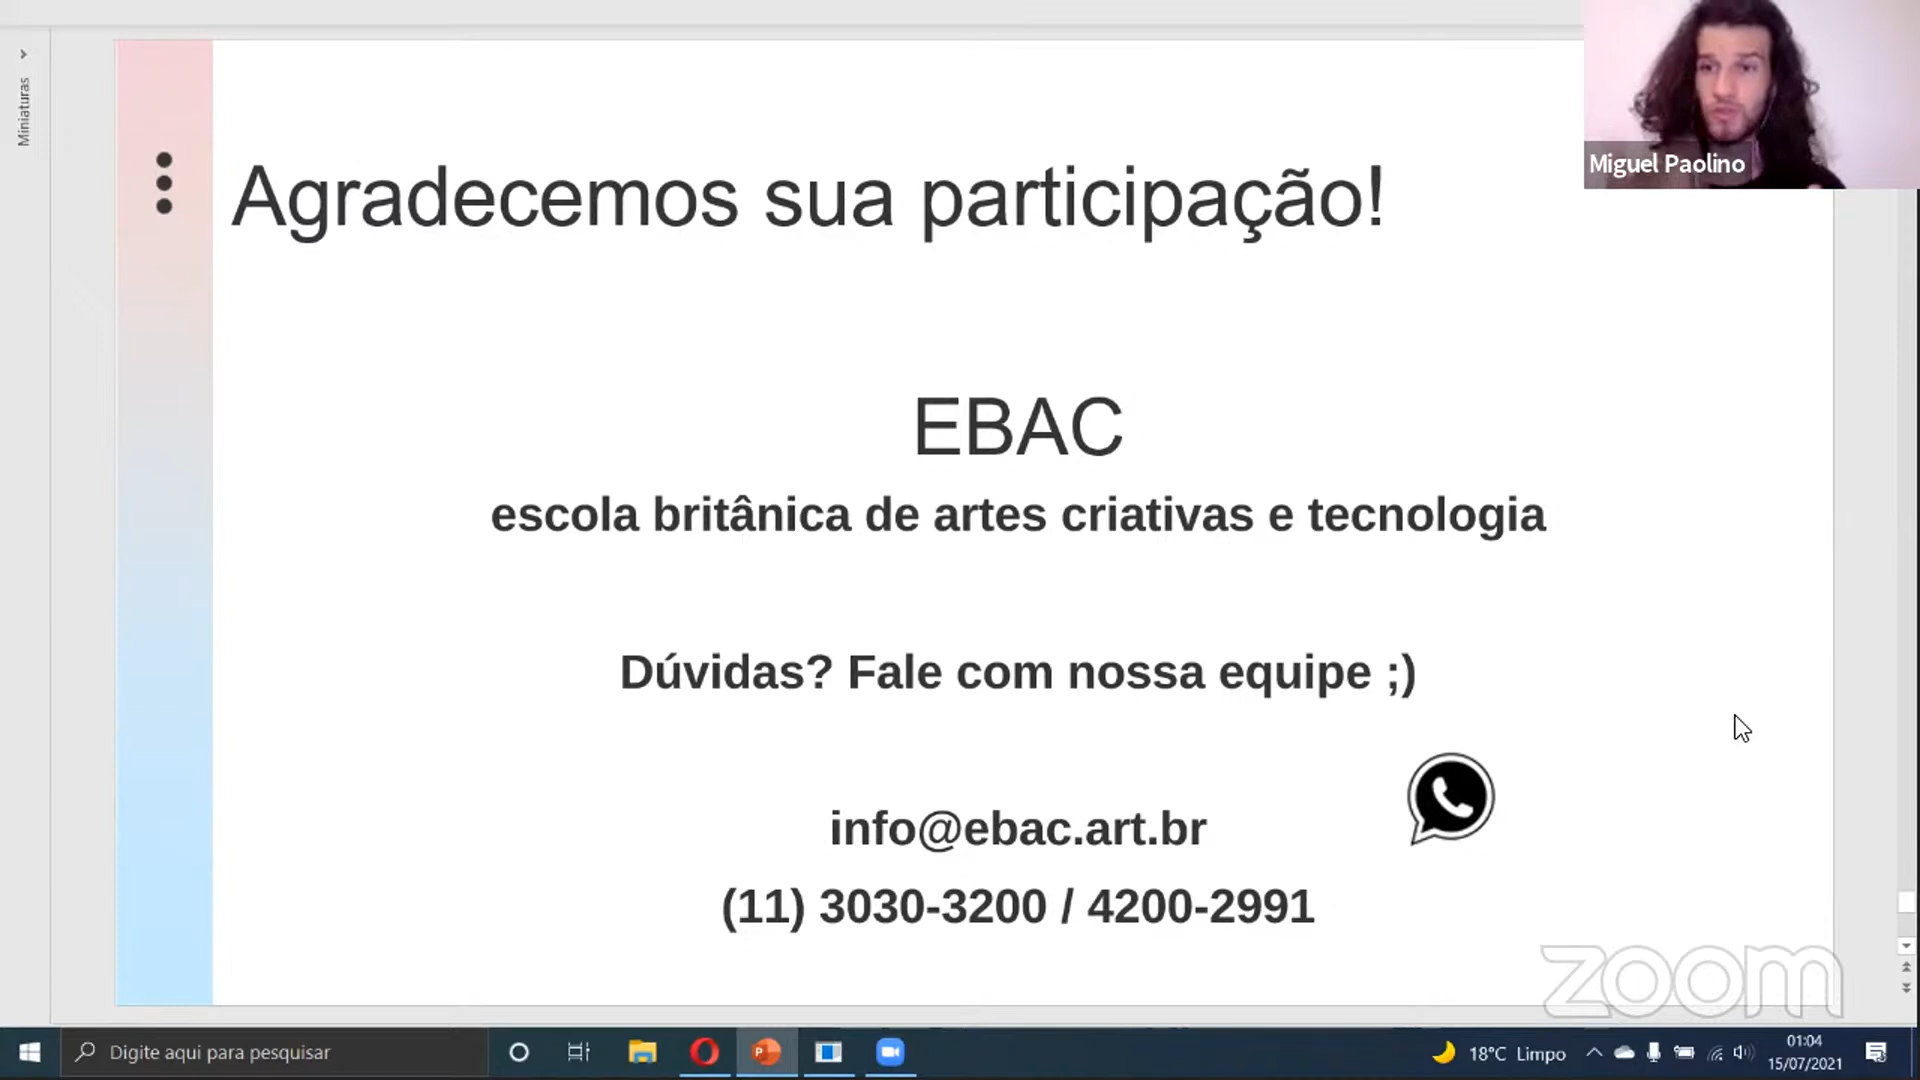 Miniaturas
Miguel Paolino
Agradecemos sua participação!
EBAC
escola britânica de artes criativas e tecnologia
Dúvidas? Fale com nossa equipe ;)
info@ebac.art.br
(11) 3030-3200 / 4200-2991
zoom
Digite aqui para pesquisar
18°C Limpo
01:04
15/07/2021